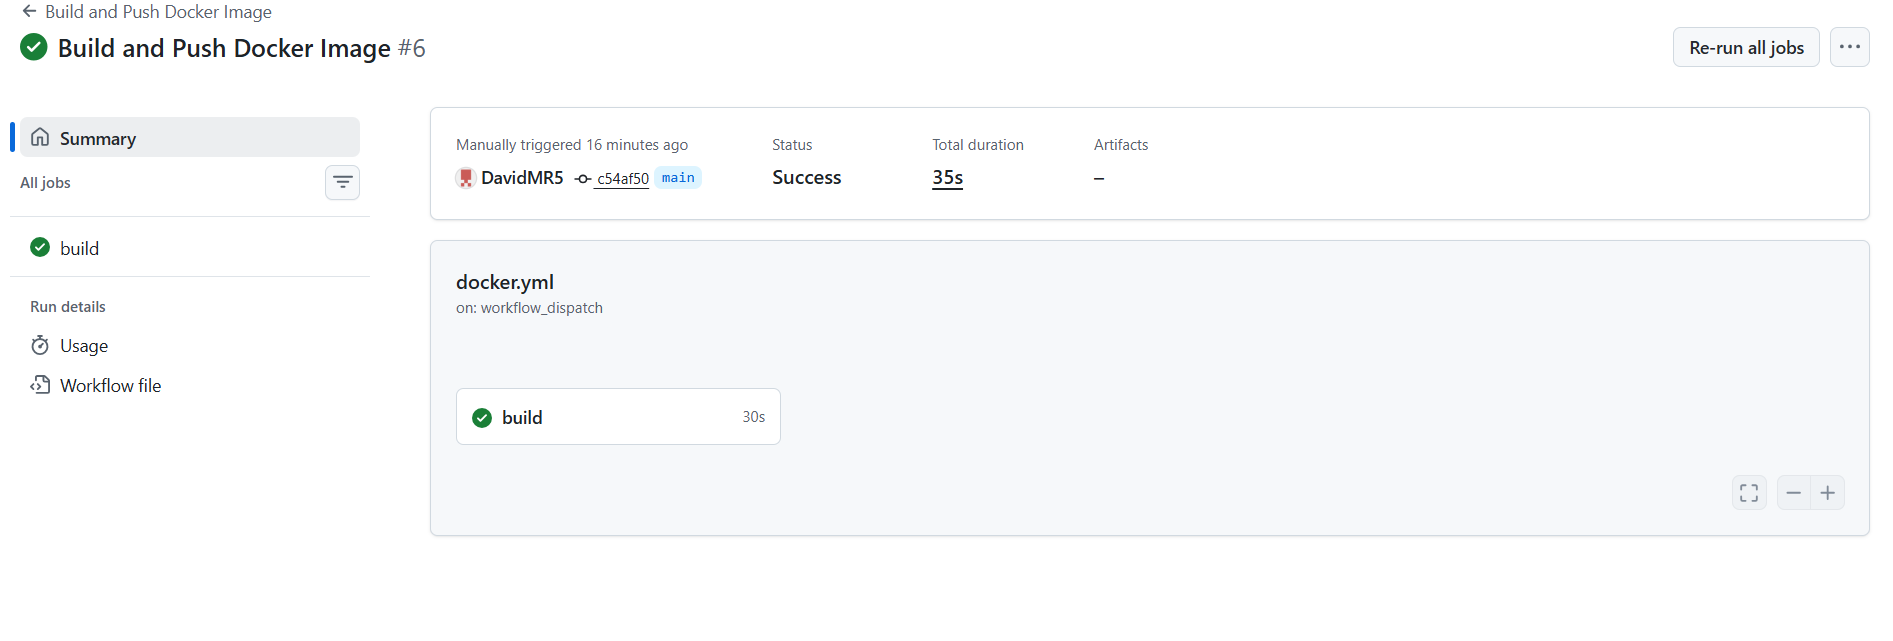 Build and Push Docker Image
Build and Push Docker Image #6
Re-run all jobs
Summary
All jobs
build
Run details
Usage
Workflow file
Manually triggered 16 minutes ago
DavidMR5 c54af50 main
Status
Success
Total duration
35s
Artifacts
–
docker.yml
on: workflow_dispatch
build 30s